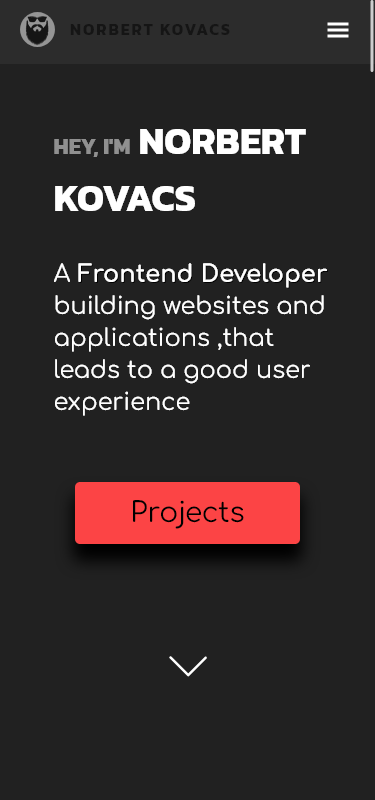 NORBERT KOVACS
HEY, I'M NORBERT
KOVACS
A Frontend Developer
building websites and
applications ,that
leads to a good user
experience
Projects